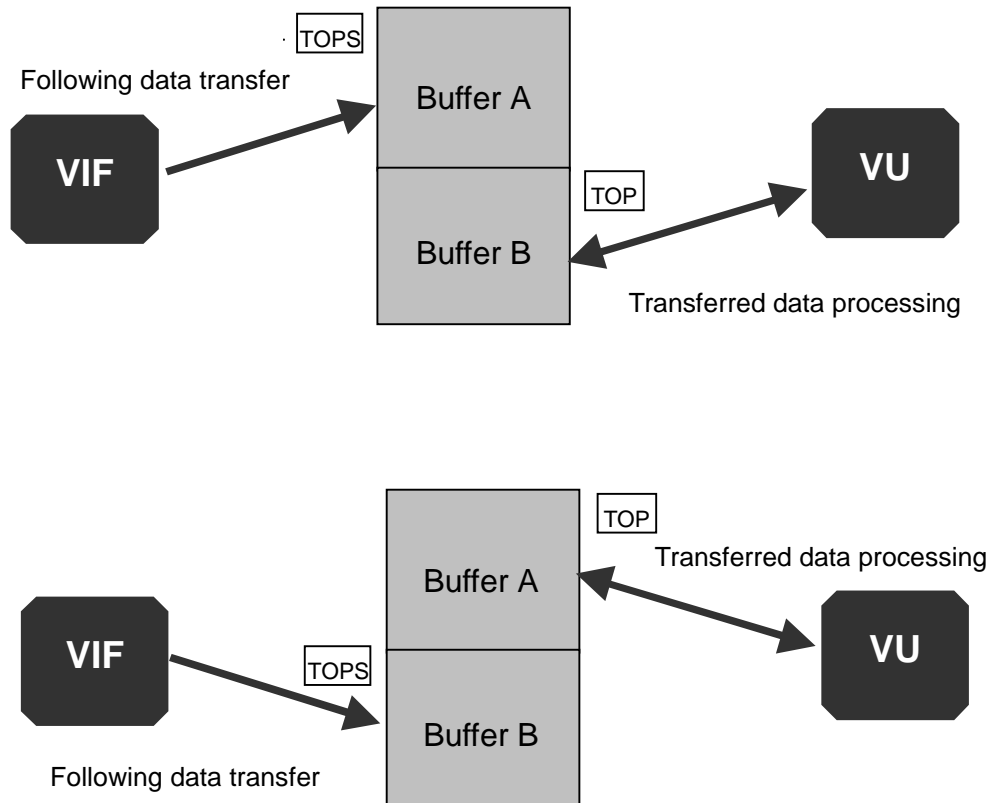 TOPS
Following data transfer
Buffer A
VIF
VU
TOP
Buffer B
Transferred data processing
TOP
Transferred data processing
Buffer A
VIF
VU
TOPS
Buffer B
Following data transfer